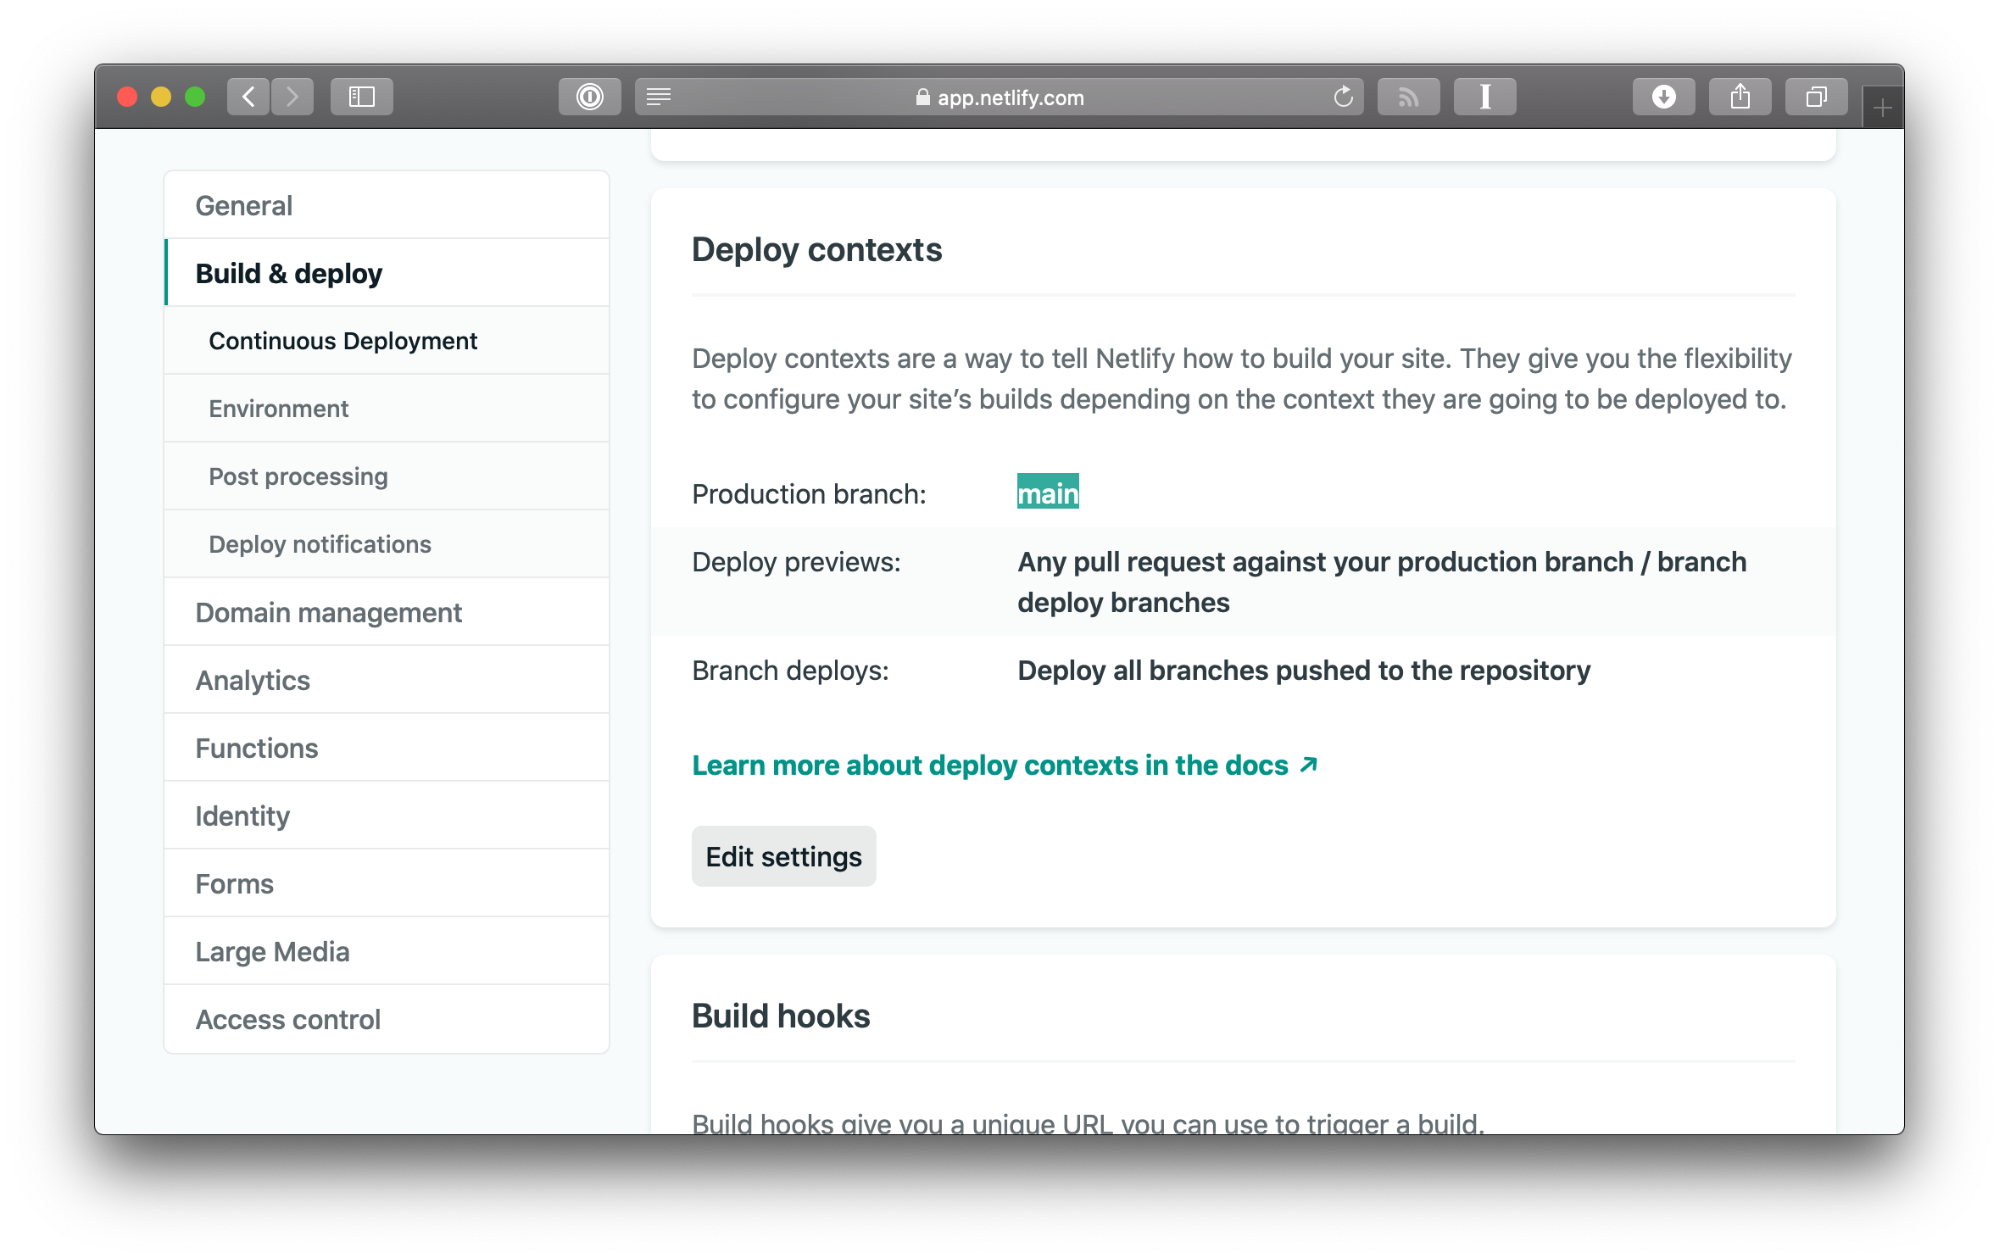 app.netlify.com
General
Build & deploy
Continuous Deployment
Environment
Post processing
Deploy notifications
Domain management
Analytics
Functions
Identity
Forms
Large Media
Access control
Deploy contexts
Deploy contexts are a way to tell Netlify how to build your site. They give you the flexibility
to configure your site’s builds depending on the context they are going to be deployed to.
Production branch: main
Deploy previews: Any pull request against your production branch / branch
deploy branches
Branch deploys: Deploy all branches pushed to the repository
Learn more about deploy contexts in the docs ↗
Edit settings
Build hooks
Build hooks give you a unique URL you can use to trigger a build.